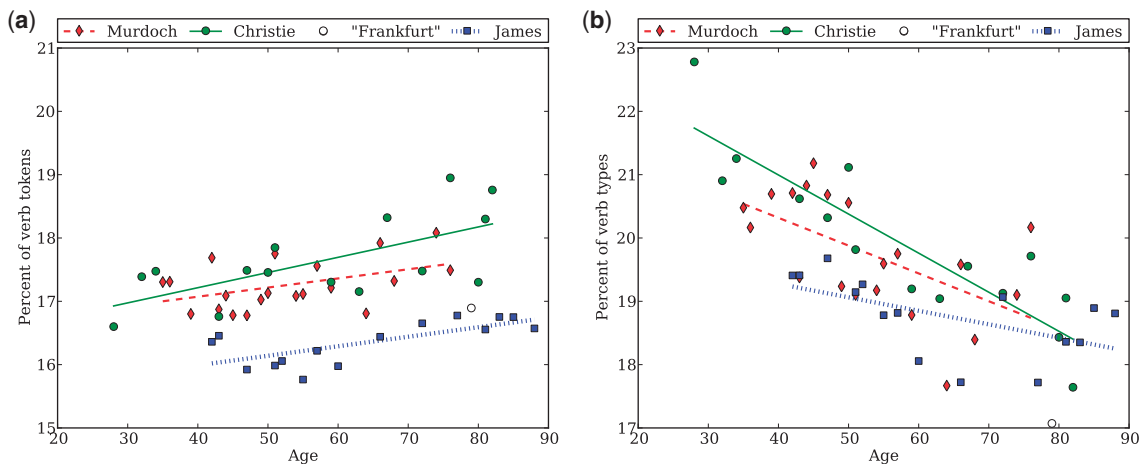 (a)
Murdoch Christie "Frankfurt" James
21
20
19
18
17
16
15
Percent of verb tokens
20 30 40 50 60 70 80 90
Age
(b)
Murdoch Christie "Frankfurt" James
23
22
21
20
19
18
17
Percent of verb types
20 30 40 50 60 70 80 90
Age